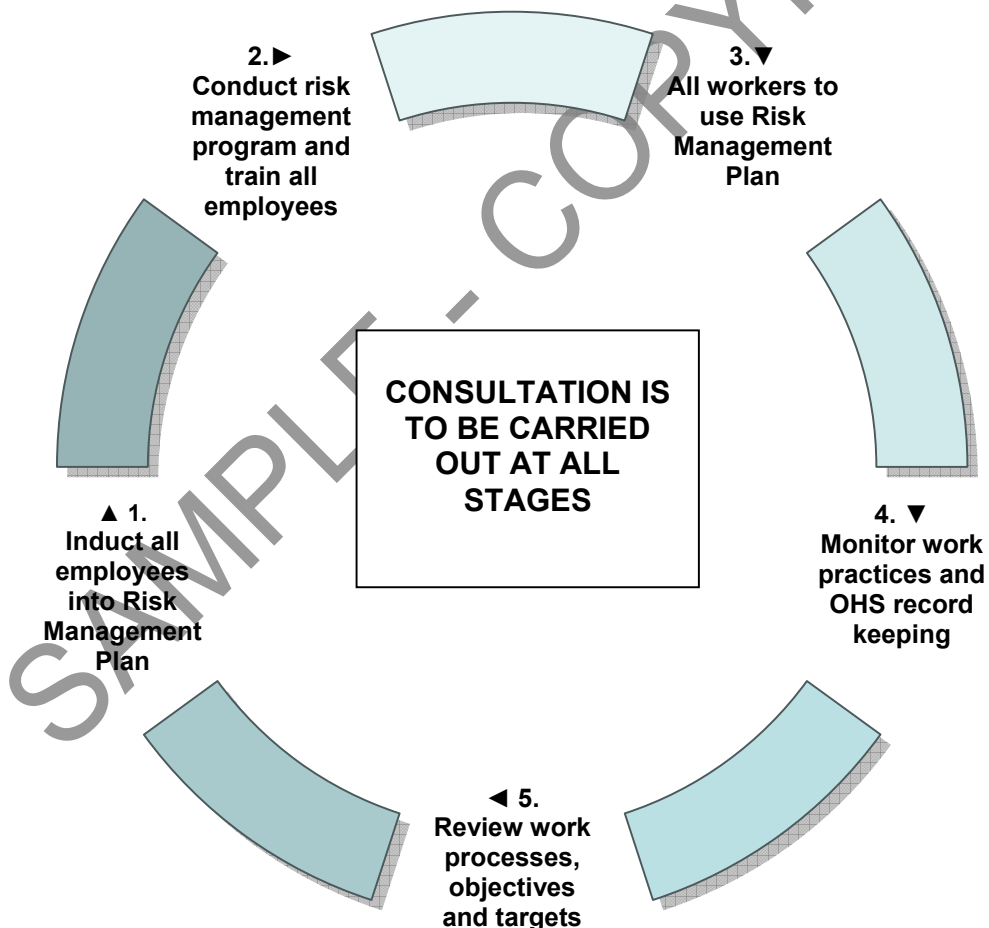 2.►
Conduct risk
management
program and
train all
employees
3.▼
All workers to
use Risk
Management
Plan
CONSULTATION IS
TO BE CARRIED
OUT AT ALL
STAGES
▲ 1.
Induct all
employees
into Risk
Management
Plan
4. ▼
Monitor work
practices and
OHS record
keeping
◄ 5.
Review work
processes,
objectives
and targets
SAMPLE - COPY